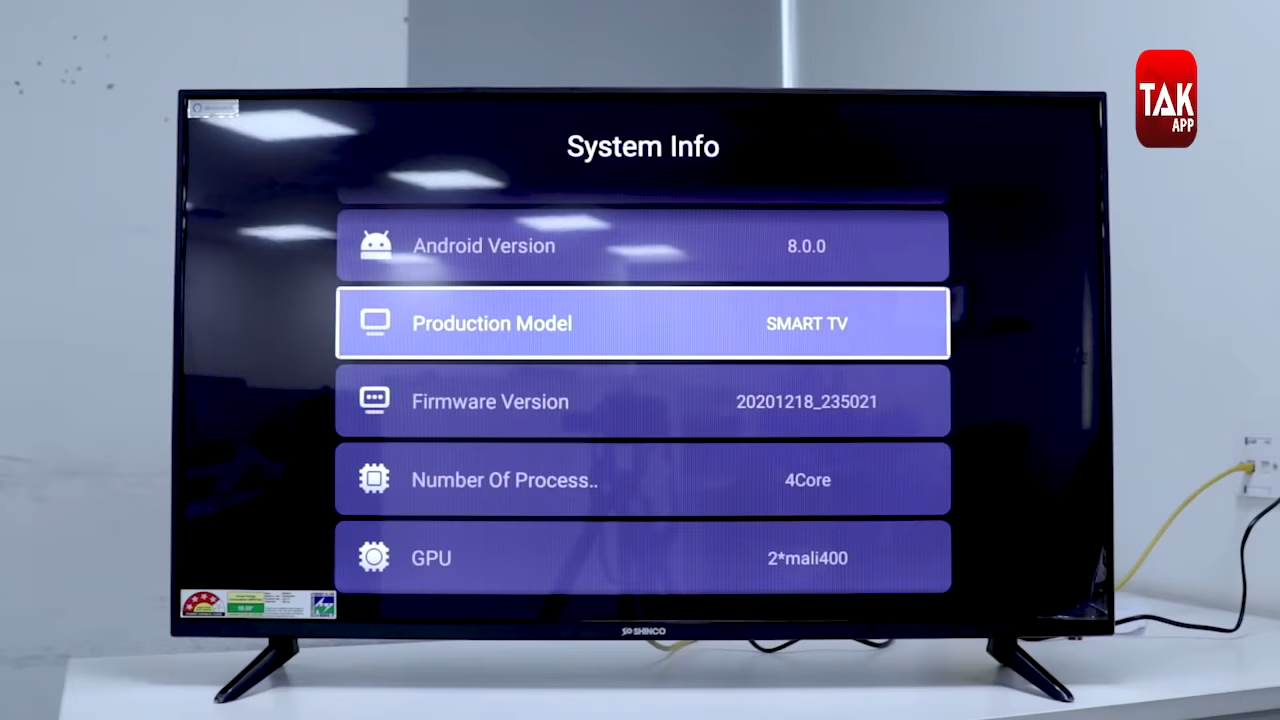 TAK
APP
System Info
Android Version 8.0.0
Production Model SMART TV
Firmware Version 20201218_235021
Number Of Process.. 4Core
GPU 2*mali400
SHINCO